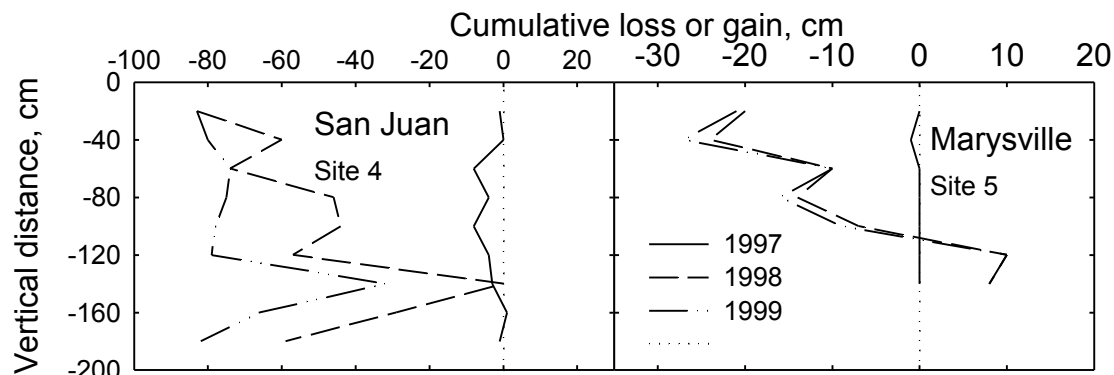 Cumulative loss or gain, cm
-100 -80 -60 -40 -20 0 20
-30 -20 -10 0 10 20
Vertical distance, cm
0
-40
-80
-120
-160
-200
San Juan
Site 4
Marysville
Site 5
1997
1998
1999